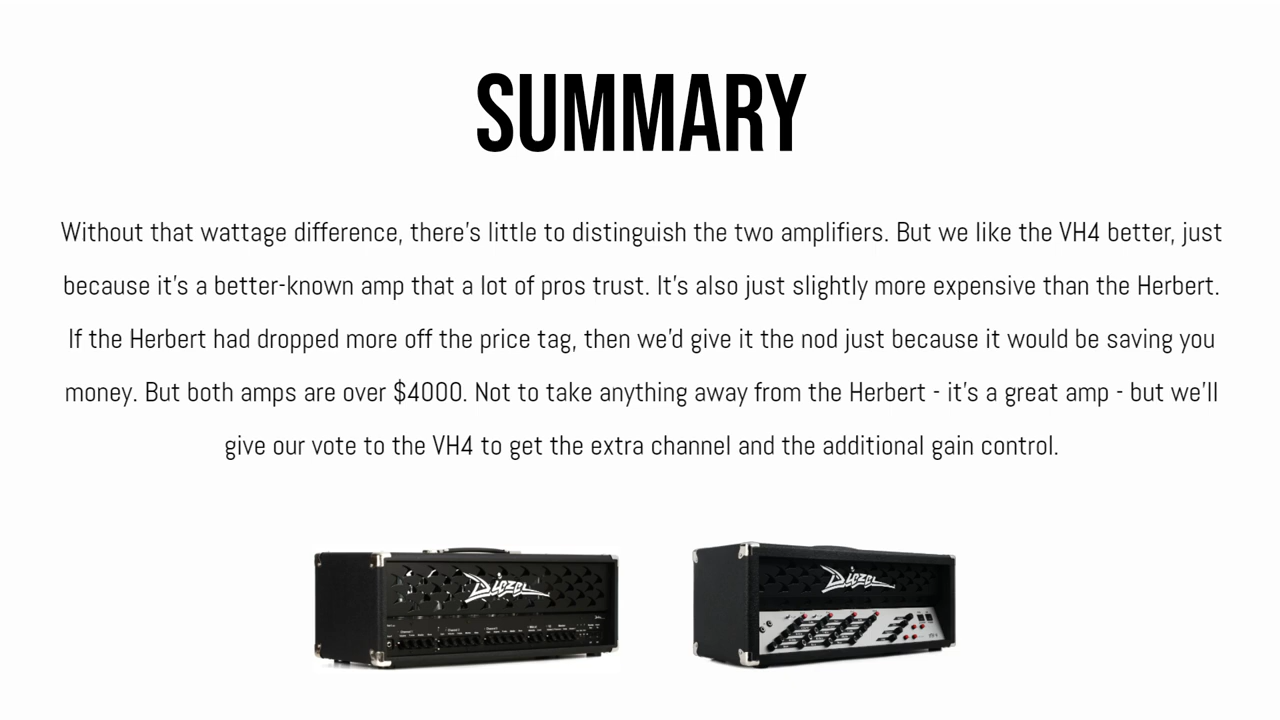 SUMMARY
Without that wattage difference, there's little to distinguish the two amplifiers. But we like the VH4 better, just
because it's a better-known amp that a lot of pros trust. It's also just slightly more expensive than the Herbert.
If the Herbert had dropped more off the price tag, then we'd give it the nod just because it would be saving you
money. But both amps are over $4000. Not to take anything away from the Herbert - it's a great amp - but we'll
give our vote to the VH4 to get the extra channel and the additional gain control.
Diezel
Diezel